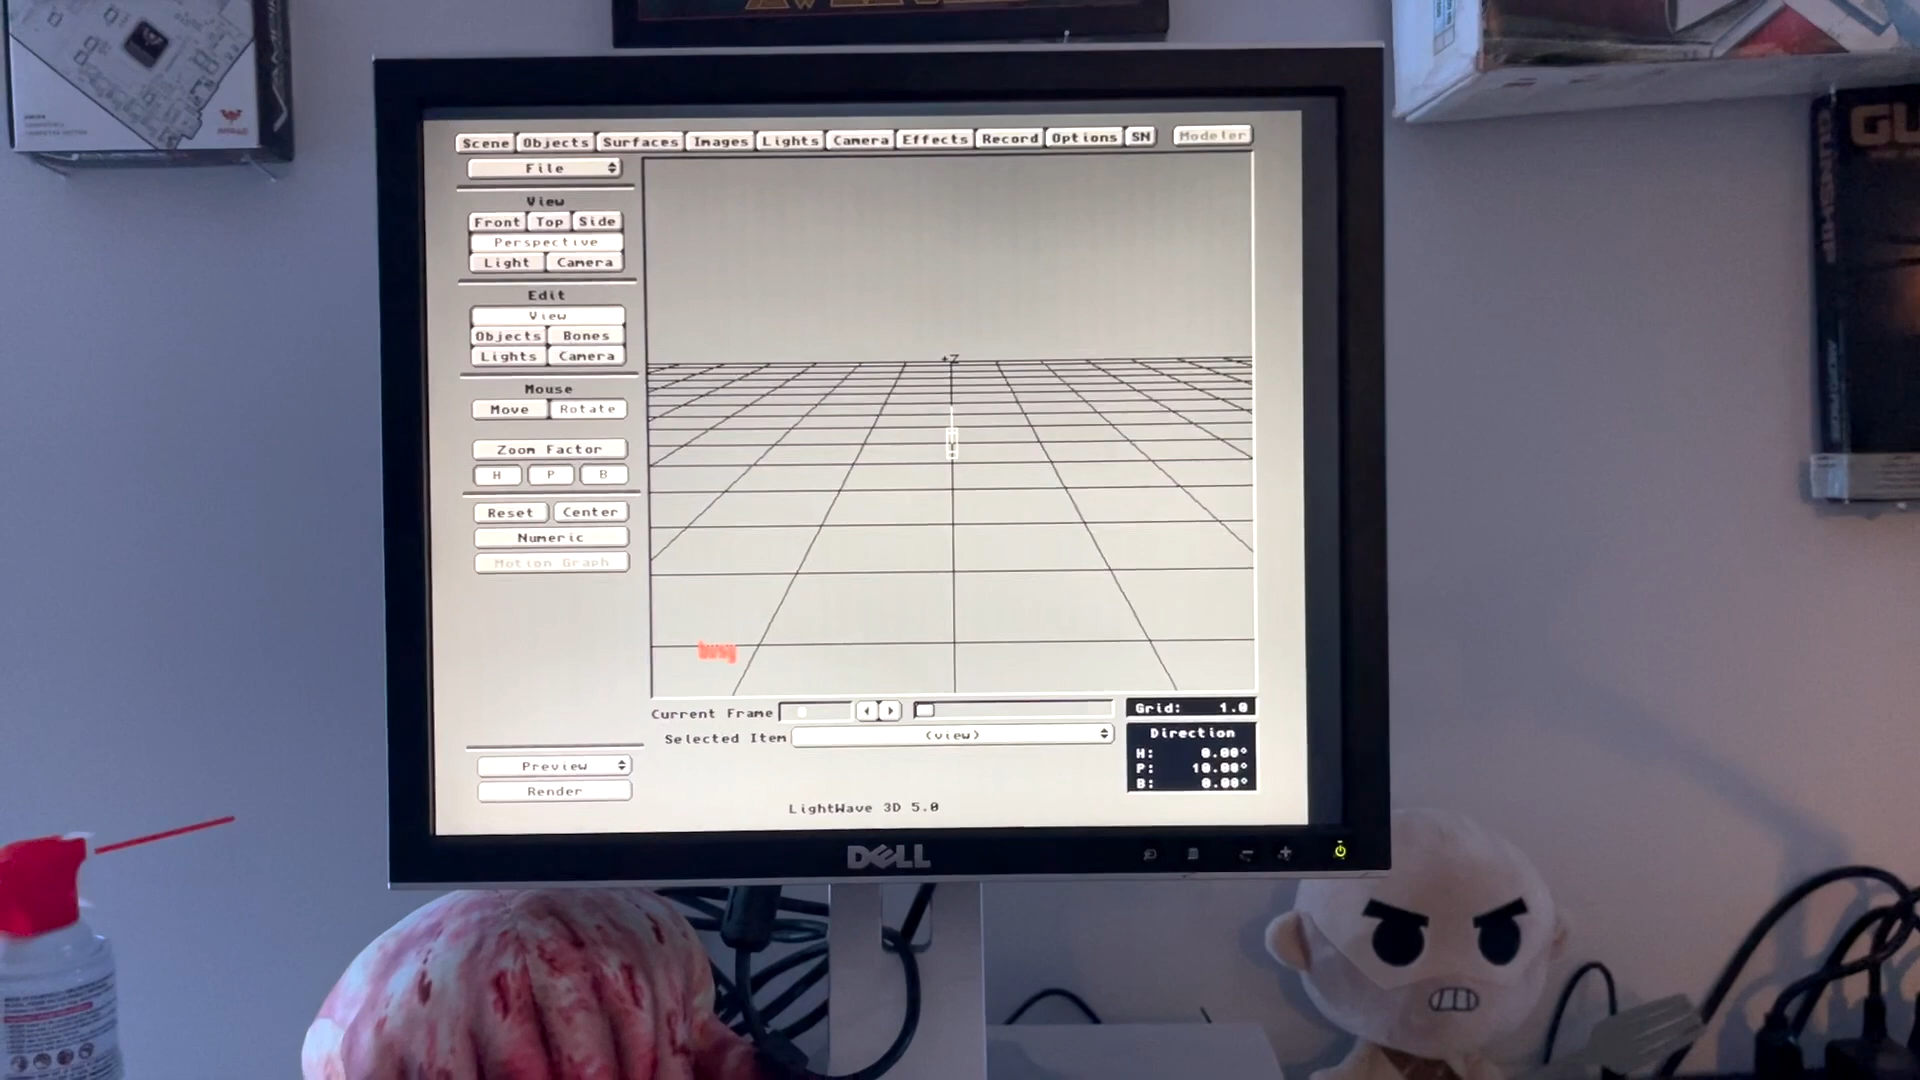 Scene Objects Surfaces Images Lights Camera Effects Record Options SN Modeler
File
View
Front Top Side
Perspective
Light Camera
Edit
View
Objects Bones
Lights Camera
Mouse
Move Rotate
Zoom Factor
H P B
Reset Center
Numeric
Motion Graph
+Z
busy
Current Frame
Grid: 1.0
Selected Item (view)
Direction
H: 0.00°
P: 10.00°
B: 0.00°
Preview
Render
LightWave 3D 5.0
DELL
GU
GUNSHIP